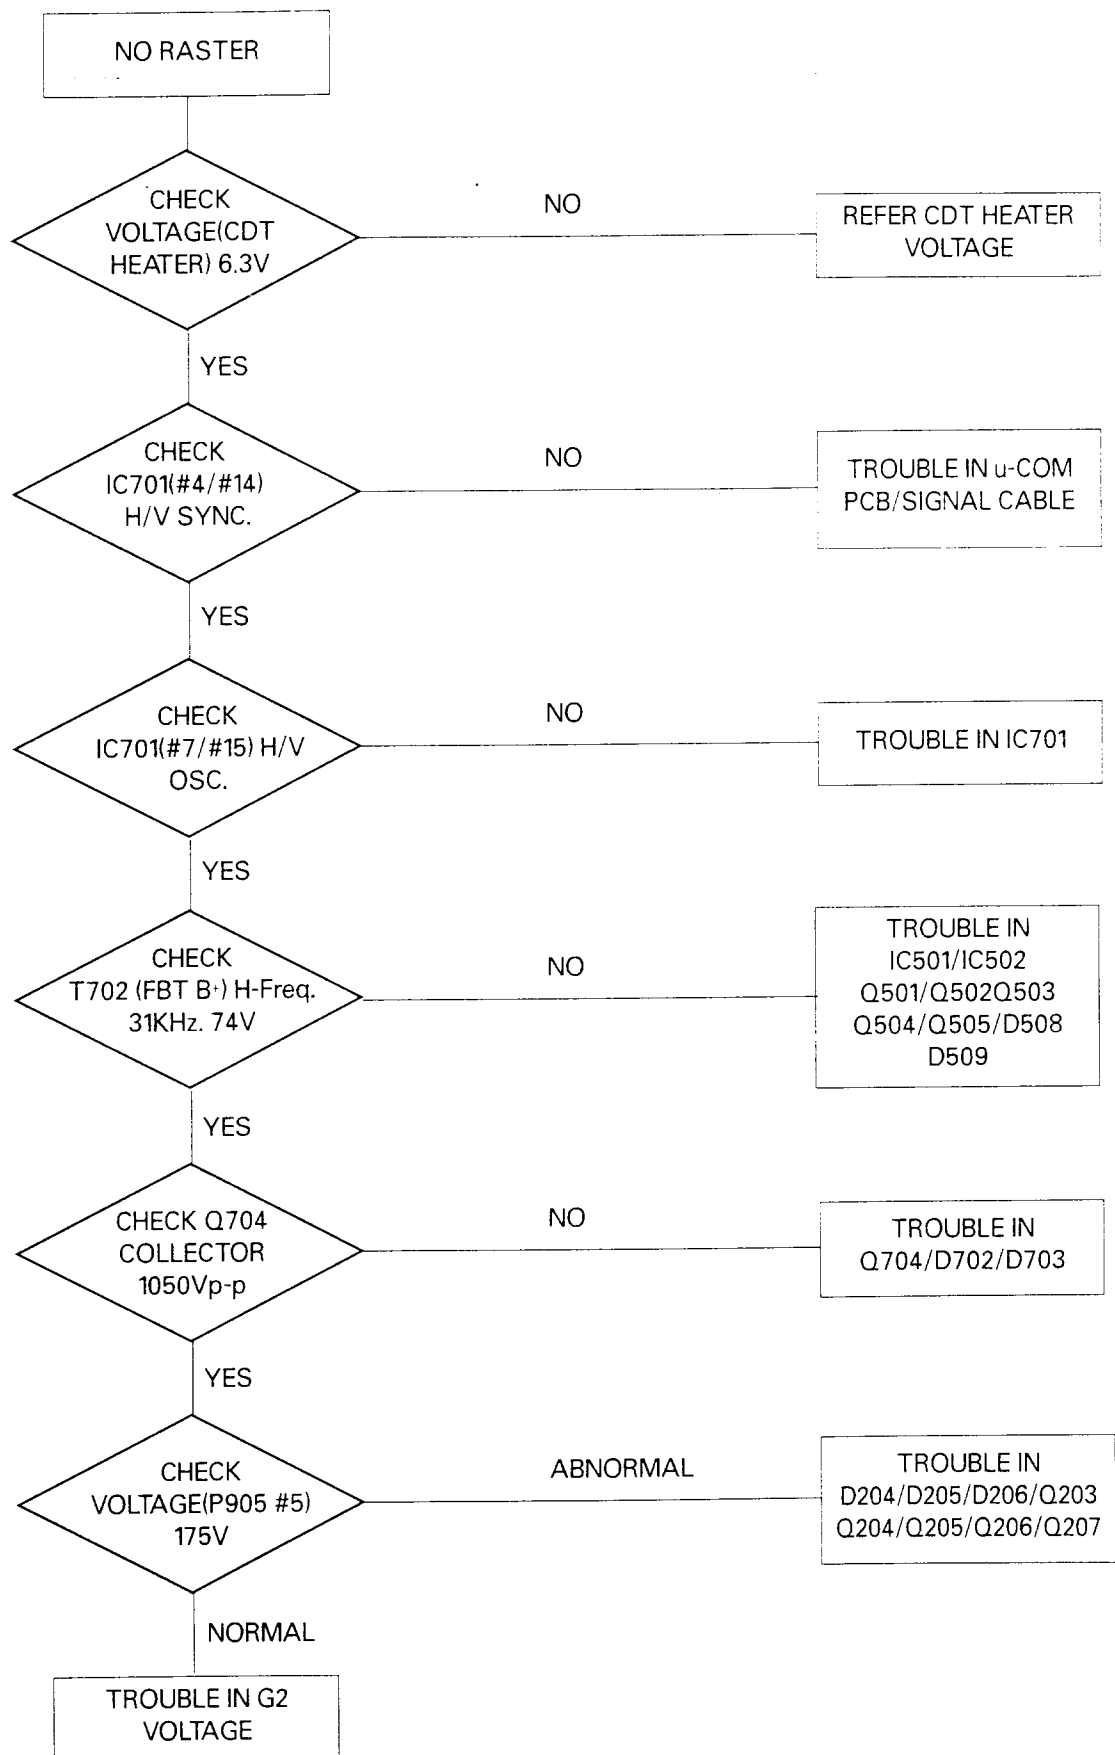 NO RASTER
CHECK
VOLTAGE(CDT
HEATER) 6.3V
NO
REFER CDT HEATER
VOLTAGE
YES
CHECK
IC701(#4/#14)
H/V SYNC.
NO
TROUBLE IN u-COM
PCB/SIGNAL CABLE
YES
CHECK
IC701(#7/#15) H/V
OSC.
NO
TROUBLE IN IC701
YES
CHECK
T702 (FBT B+) H-Freq.
31KHz. 74V
NO
TROUBLE IN
IC501/IC502
Q501/Q502Q503
Q504/Q505/D508
D509
YES
CHECK Q704
COLLECTOR
1050Vp-p
NO
TROUBLE IN
Q704/D702/D703
YES
CHECK
VOLTAGE(P905 #5)
175V
ABNORMAL
TROUBLE IN
D204/D205/D206/Q203
Q204/Q205/Q206/Q207
NORMAL
TROUBLE IN G2
VOLTAGE